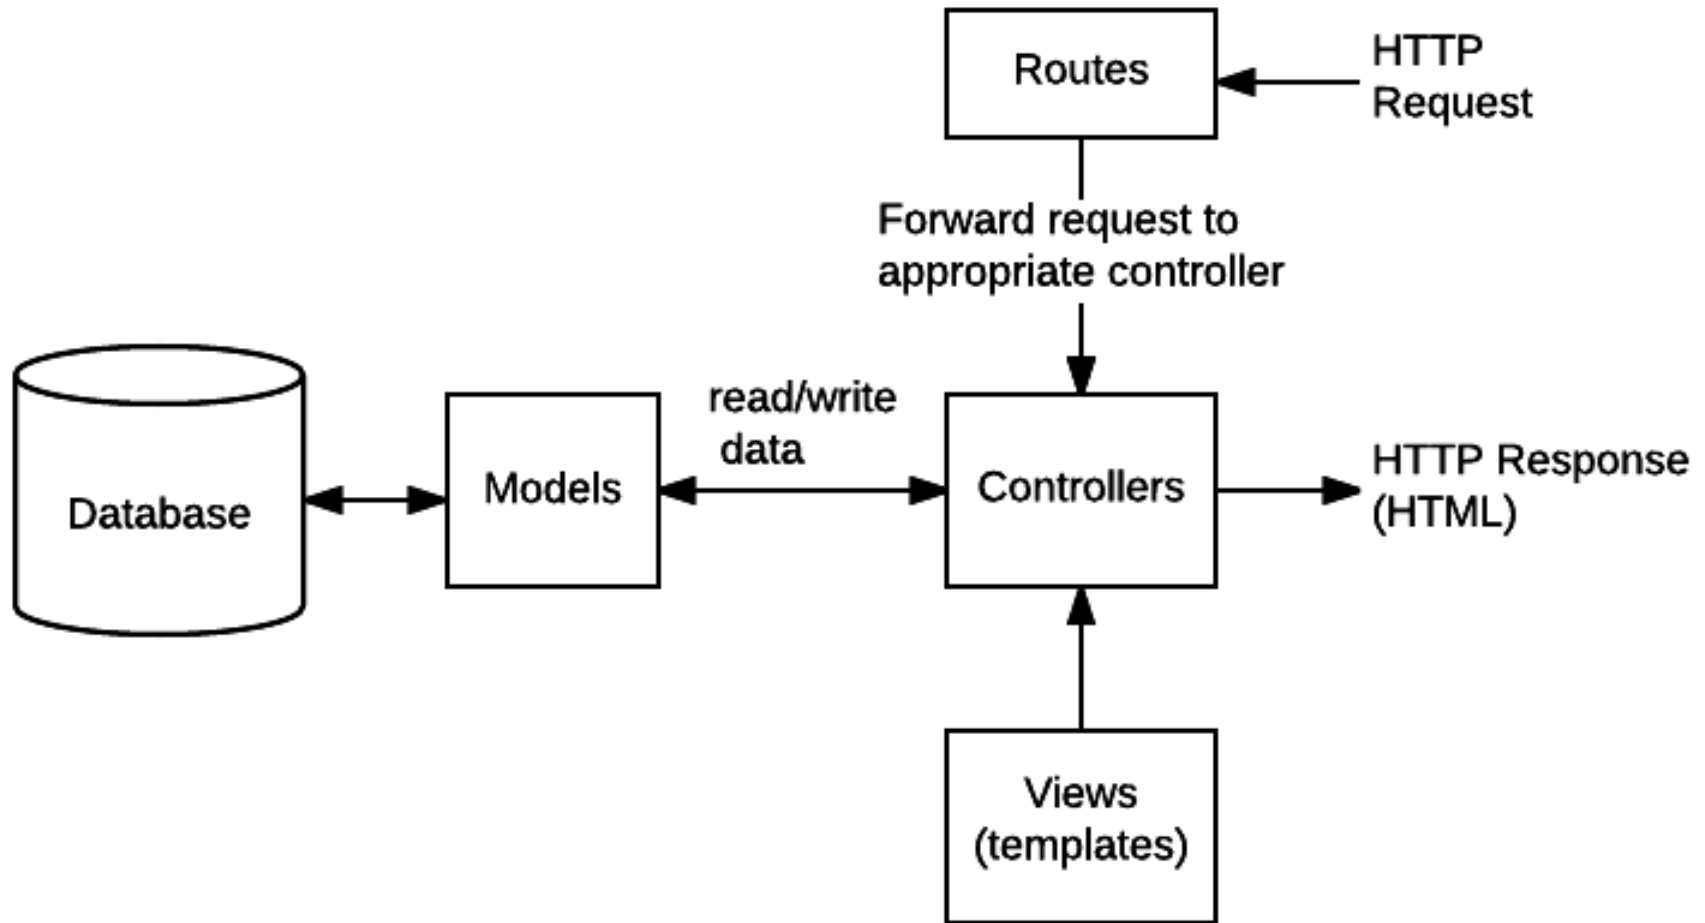 Routes
HTTP
Request
Forward request to
appropriate controller
read/write
data
Database
Models
Controllers
HTTP Response
(HTML)
Views
(templates)